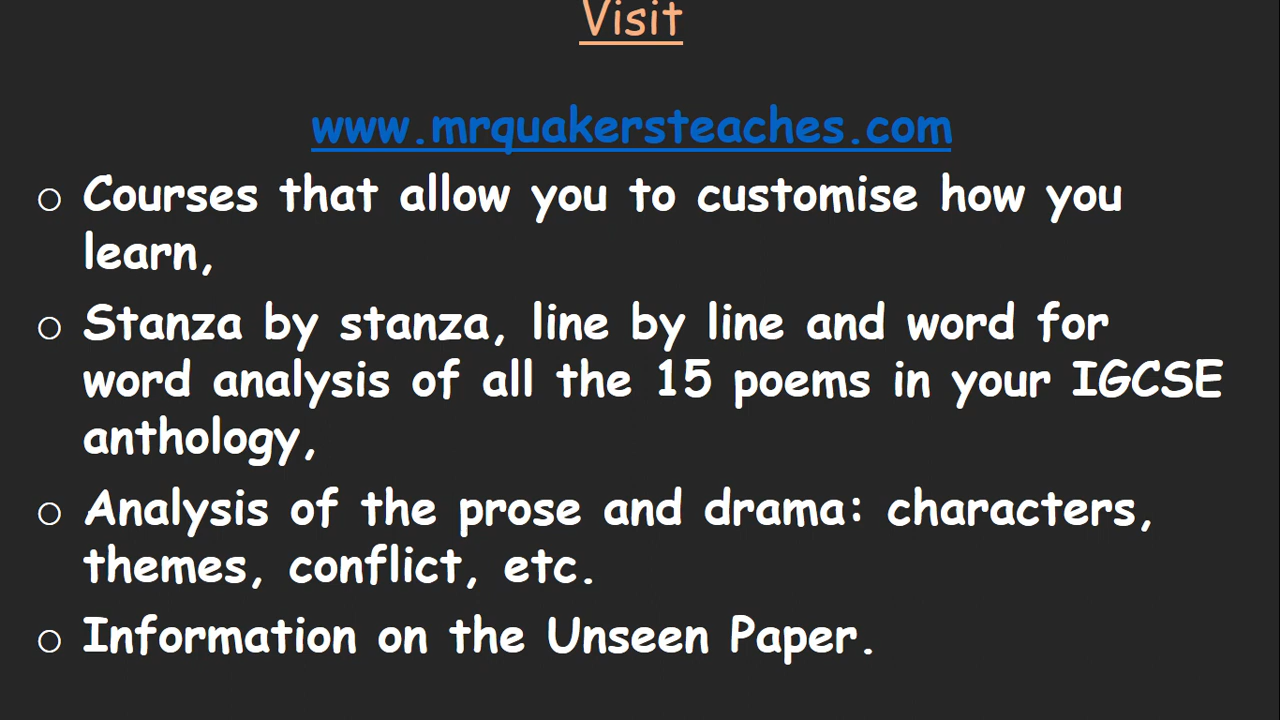 Visit
www.mrquakersteaches.com
○ Courses that allow you to customise how you
learn,
○ Stanza by stanza, line by line and word for
word analysis of all the 15 poems in your IGCSE
anthology,
○ Analysis of the prose and drama: characters,
themes, conflict, etc.
○ Information on the Unseen Paper.